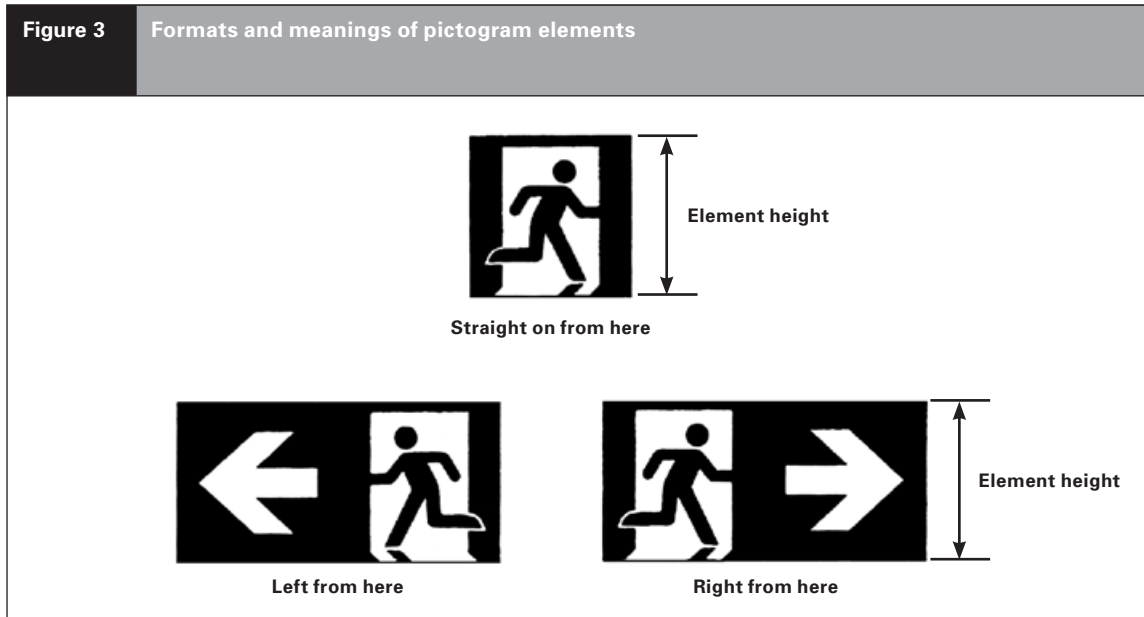 Figure 3
Formats and meanings of pictogram elements
Element height
Straight on from here
Element height
Left from here
Right from here